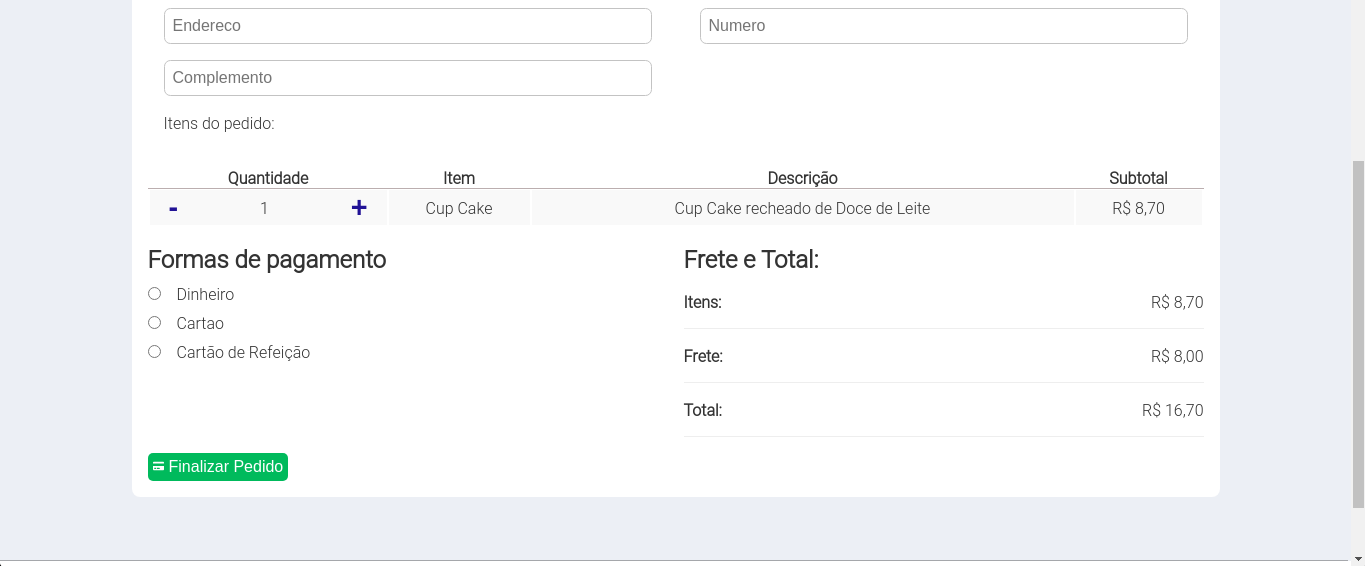 Endereco Numero
Complemento
Itens do pedido:
Quantidade Item Descrição Subtotal
- 1 + Cup Cake Cup Cake recheado de Doce de Leite R$ 8,70
Formas de pagamento Frete e Total:
Dinheiro
Itens: R$ 8,70
Cartao
Cartão de Refeição
Frete: R$ 8,00
Total: R$ 16,70
Finalizar Pedido